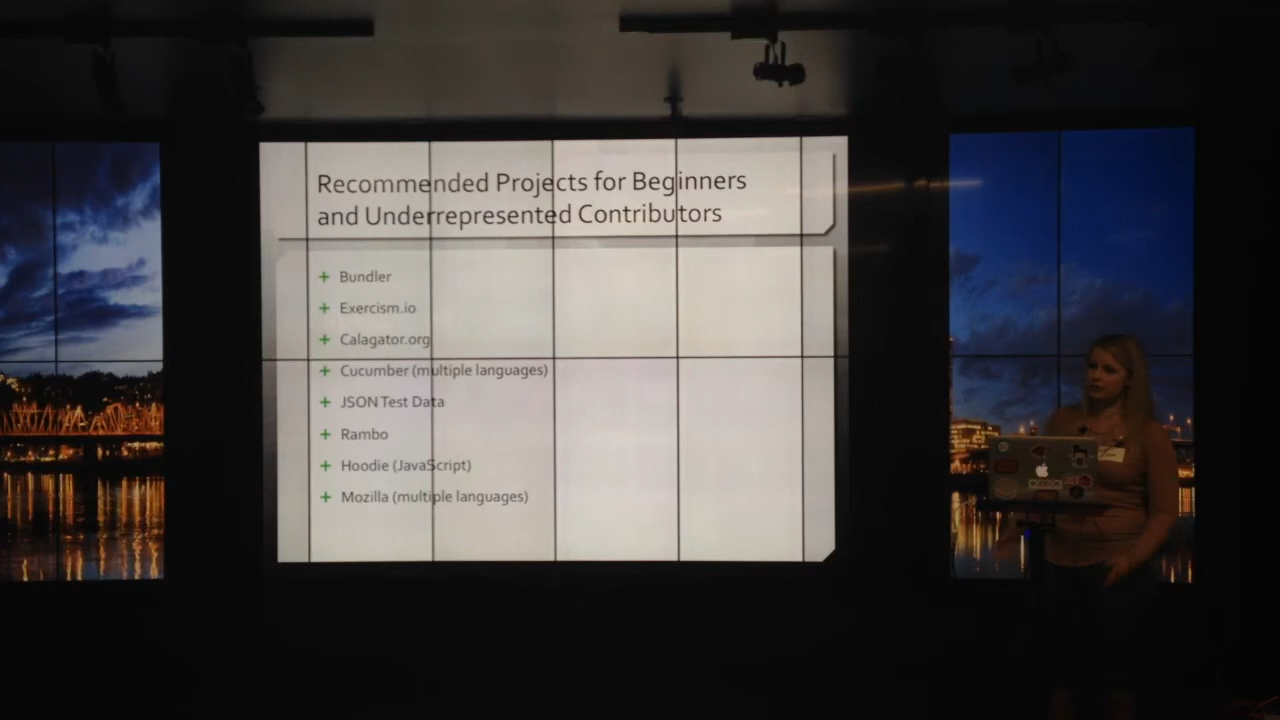 Recommended Projects for Beginners
and Underrepresented Contributors
+ Bundler
+ Exercism.io
+ Calagator.org
+ Cucumber (multiple languages)
+ JSON Test Data
+ Rambo
+ Hoodie (JavaScript)
+ Mozilla (multiple languages)